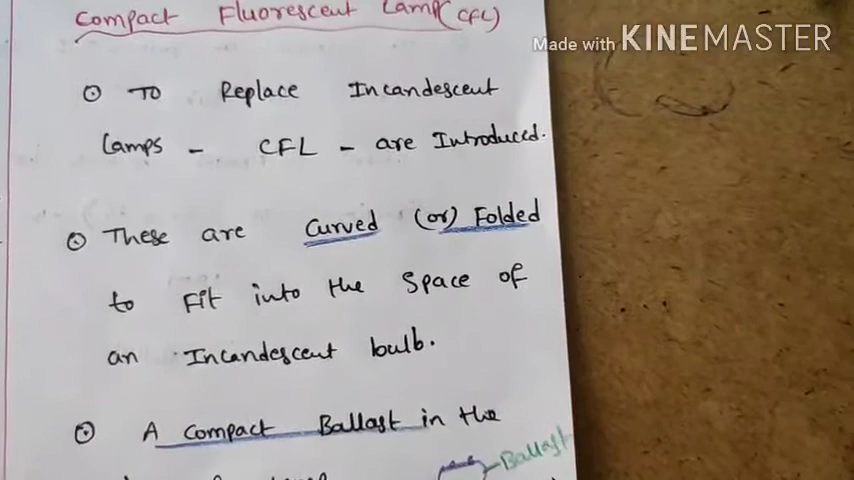 Compact Fluorescent Lamp (CFL)
Made with KINEMASTER
To Replace Incandescent
Lamps - CFL - are Introduced.
These are Curved (or) Folded
to Fit into the Space of
an Incandescent bulb.
A Compact Ballast in the
Ballast